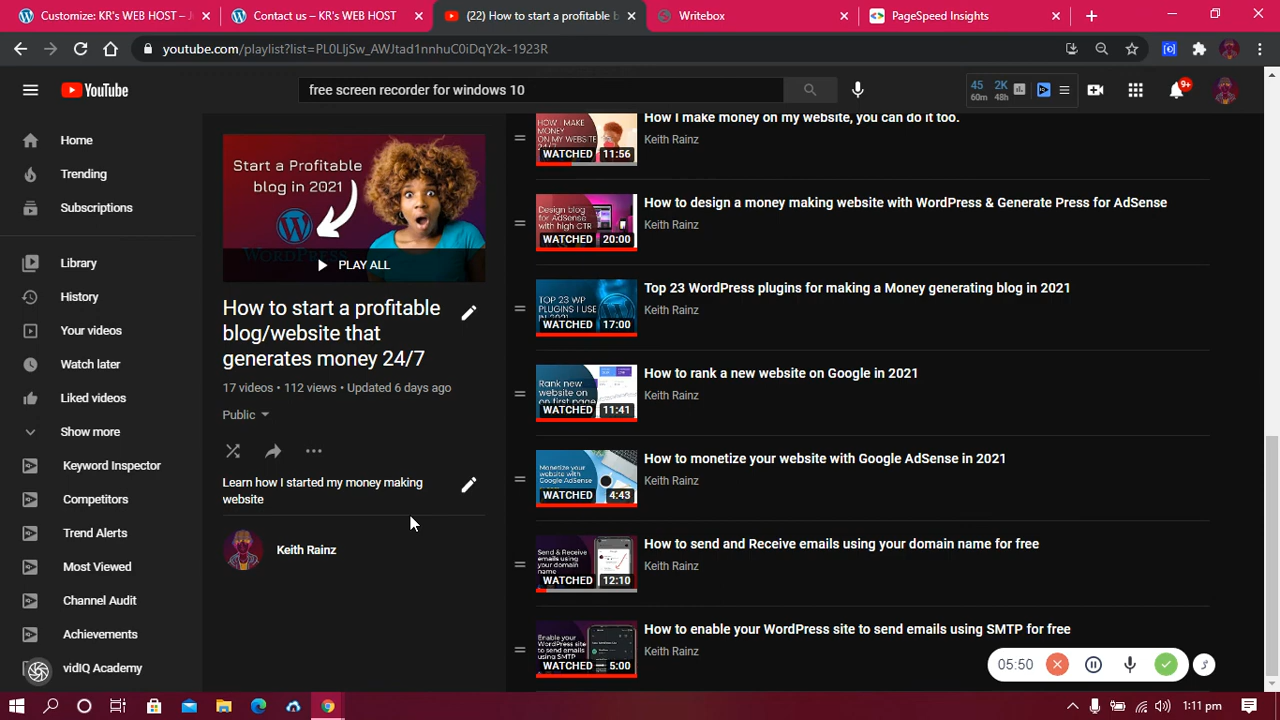 Customize: KR's WEB HOST – J
Contact us – KR's WEB HOST
(22) How to start a profitable b
Writebox
PageSpeed Insights
youtube.com/playlist?list=PL0LljSw_AWJtad1nnhuC0iDqY2k-1923R
YouTube
free screen recorder for windows 10
45
60m
2K
48h
9+
Home
Trending
Subscriptions
Library
History
Your videos
Watch later
Liked videos
Show more
Keyword Inspector
Competitors
Trend Alerts
Most Viewed
Channel Audit
Achievements
vidIQ Academy
Start a Profitable
blog in 2021
WORDPRESS
PLAY ALL
How to start a profitable
blog/website that
generates money 24/7
17 videos • 112 views • Updated 6 days ago
Public
Learn how I started my money making
website
Keith Rainz
HOW I MAKE
MONEY
ON MY WEBSITE
24/7
WATCHED 11:56
How I make money on my website, you can do it too.
Keith Rainz
Design blog
for AdSense
with high CTR
WATCHED 20:00
How to design a money making website with WordPress & Generate Press for AdSense
Keith Rainz
TOP 23 WP
PLUGINS I USE
IN 2021
WATCHED 17:00
Top 23 WordPress plugins for making a Money generating blog in 2021
Keith Rainz
Rank new
website on
on first page
WATCHED 11:41
How to rank a new website on Google in 2021
Keith Rainz
Monetize your
website with
Google AdSense
WATCHED 4:43
How to monetize your website with Google AdSense in 2021
Keith Rainz
Send & Receive
emails using
your domain
name
WATCHED 12:10
How to send and Receive emails using your domain name for free
Keith Rainz
Enable your
WordPress site
to send emails
using SMTP
WATCHED 5:00
How to enable your WordPress site to send emails using SMTP for free
Keith Rainz
05:50
1:11 pm